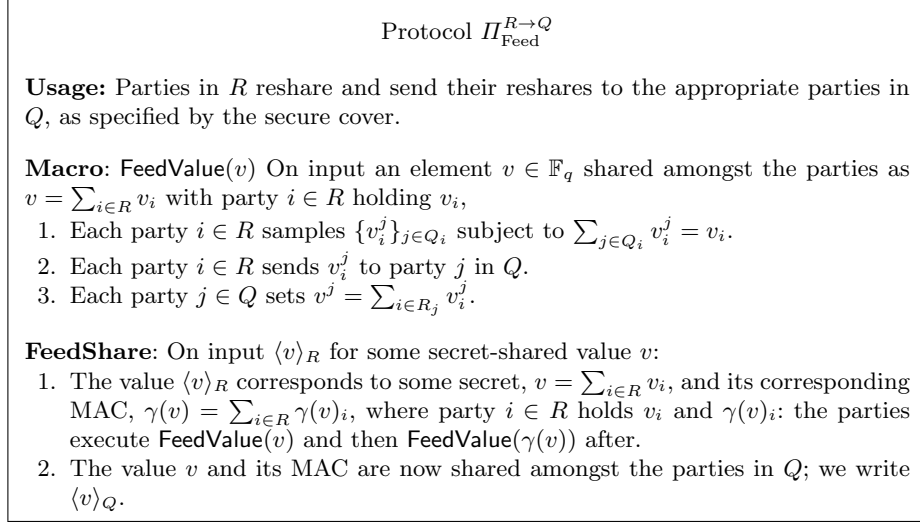 Protocol Π_Feed^{R→Q}
Usage: Parties in R reshare and send their reshares to the appropriate parties in
Q, as specified by the secure cover.
Macro: FeedValue(v) On input an element v ∈ 𝔽_q shared amongst the parties as
v = ∑_{i∈R} v_i with party i ∈ R holding v_i,
1. Each party i ∈ R samples {v_i^j}_{j∈Q_i} subject to ∑_{j∈Q_i} v_i^j = v_i.
2. Each party i ∈ R sends v_i^j to party j in Q.
3. Each party j ∈ Q sets v^j = ∑_{i∈R_j} v_i^j.
FeedShare: On input ⟨v⟩_R for some secret-shared value v:
1. The value ⟨v⟩_R corresponds to some secret, v = ∑_{i∈R} v_i, and its corresponding
MAC, γ(v) = ∑_{i∈R} γ(v)_i, where party i ∈ R holds v_i and γ(v)_i: the parties
execute FeedValue(v) and then FeedValue(γ(v)) after.
2. The value v and its MAC are now shared amongst the parties in Q; we write
⟨v⟩_Q.